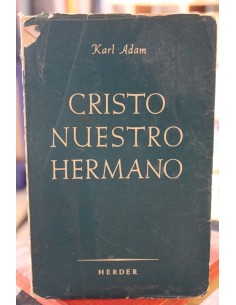 Karl Adam
CRISTO
NUESTRO
HERMANO
HERDER